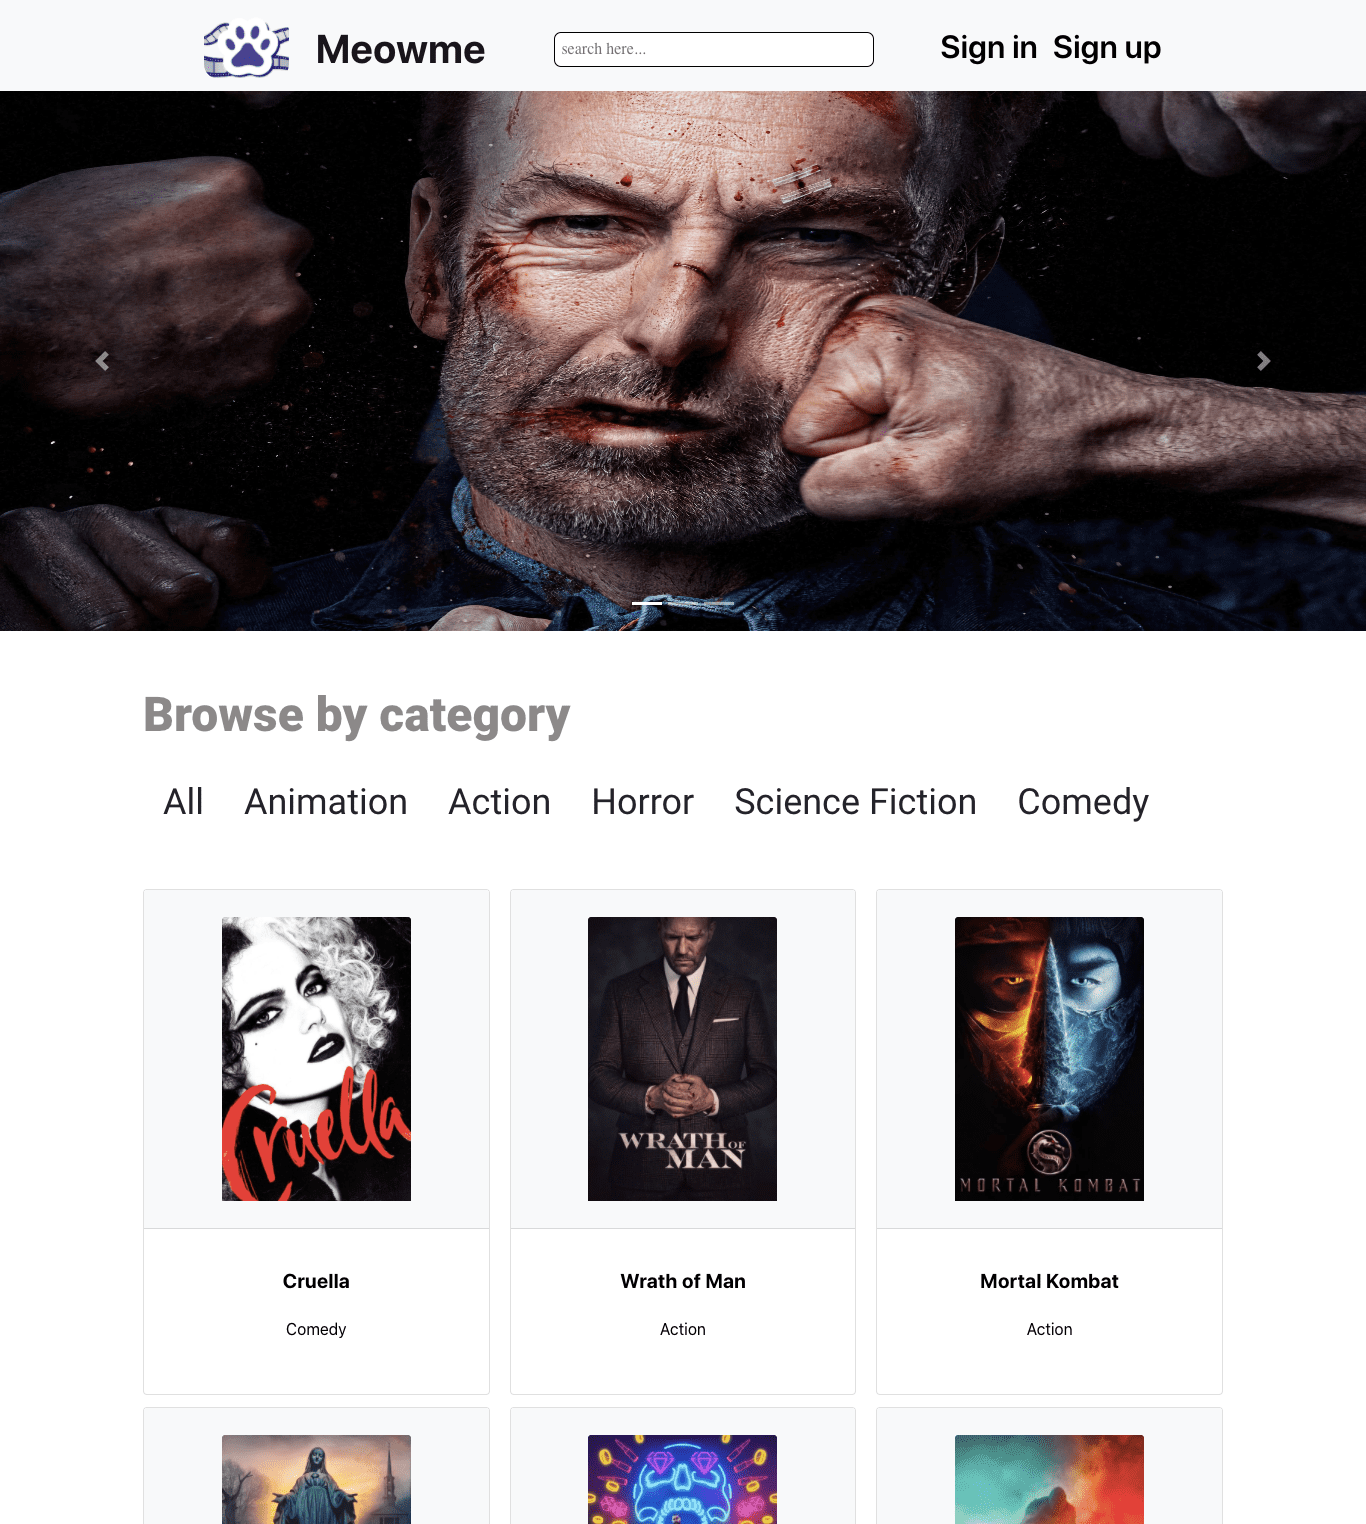 Meowme
search here...
Sign in Sign up
Browse by category
All Animation Action Horror Science Fiction Comedy
Cruella
WRATH OF
MAN
MORTAL KOMBAT
Cruella
Wrath of Man
Mortal Kombat
Comedy
Action
Action